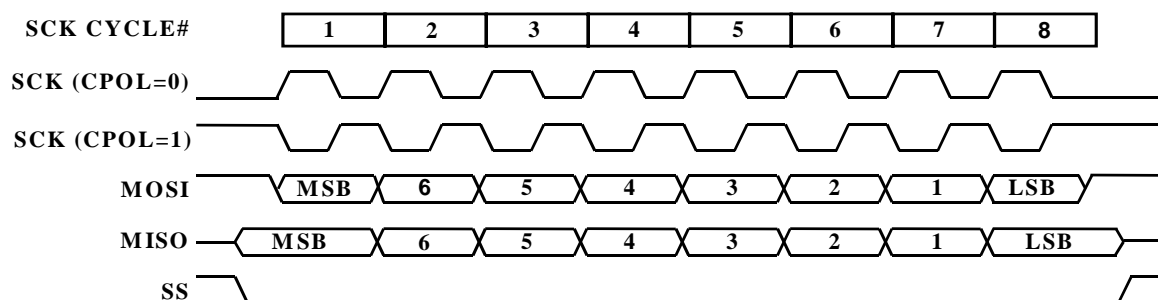 SCK CYCLE# 1 2 3 4 5 6 7 8
SCK (CPOL=0)
SCK (CPOL=1)
MOSI MSB 6 5 4 3 2 1 LSB
MISO MSB 6 5 4 3 2 1 LSB
SS